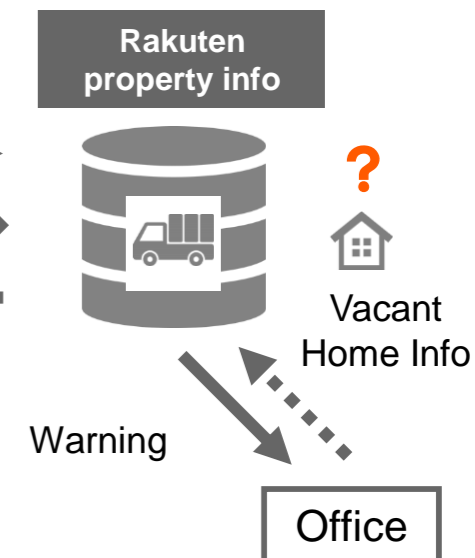 Rakuten
property info
?
Vacant
Home Info
Warning
Office